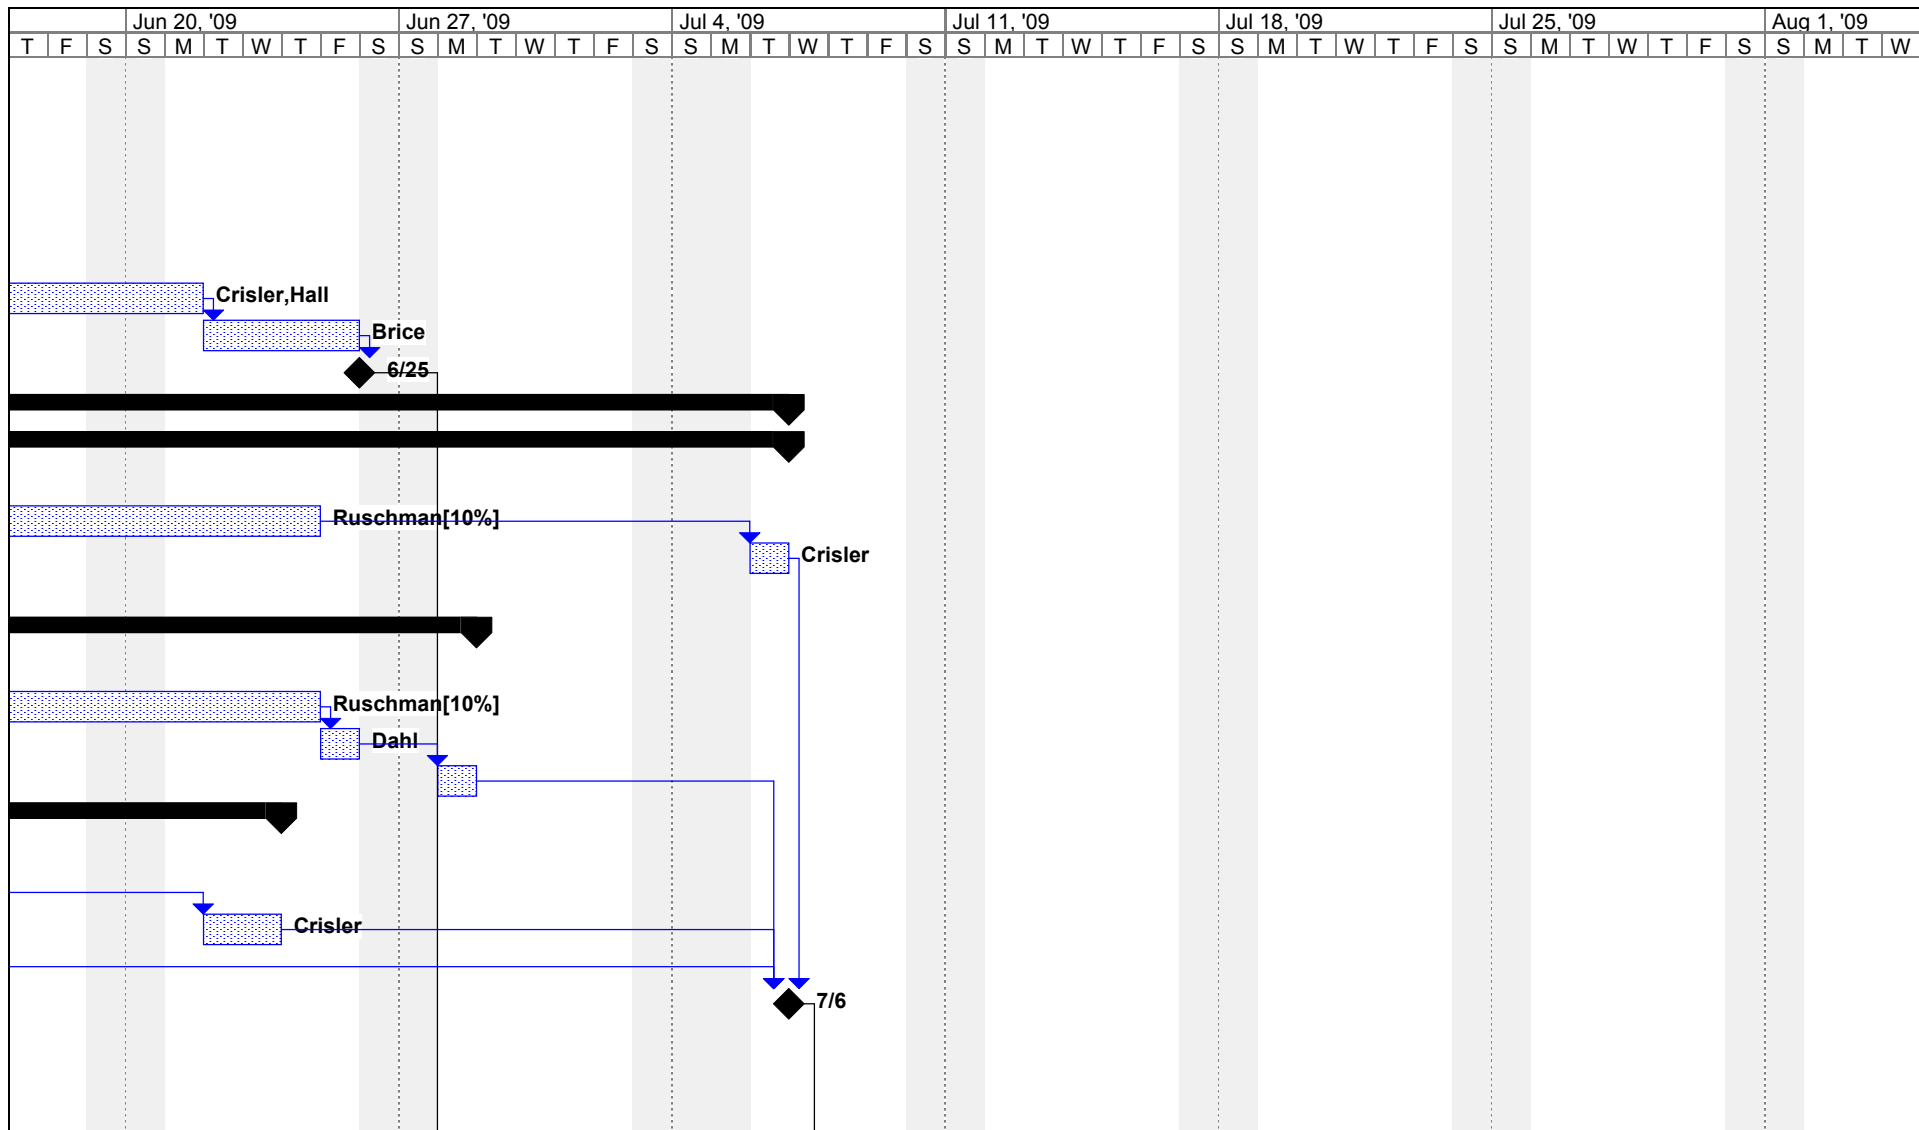 Jun 20, '09 Jun 27, '09 Jul 4, '09 Jul 11, '09 Jul 18, '09 Jul 25, '09 Aug 1, '09
T F S S M T W T F S S M T W T F S S M T W T F S S M T W T F S S M T W T F S S M T W T F S S M T W
Crisler,Hall
Brice
6/25
Ruschman[10%]
Crisler
Ruschman[10%]
Dahl
Crisler
7/6